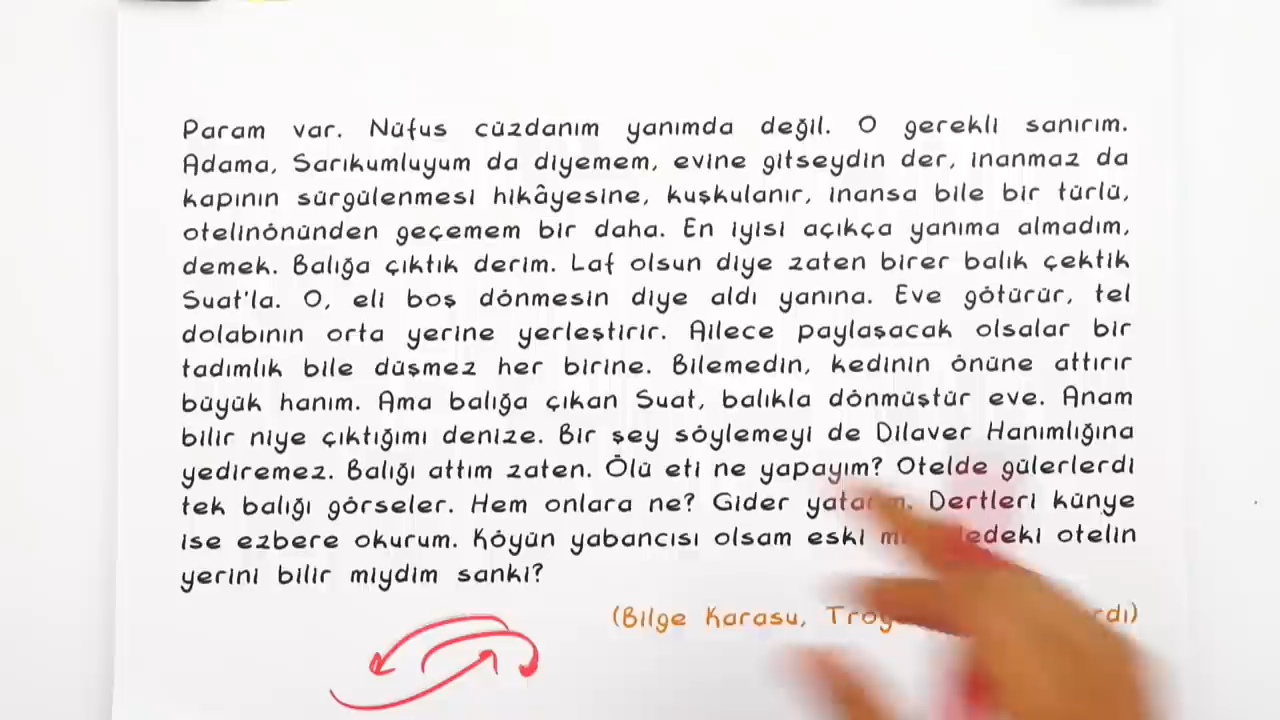 Param var. Nüfus cüzdanım yanımda değil. O gerekli sanırım.
Adama, Sarıkumluyum da diyemem, evine gitseydin der, inanmaz da
kapının sürgülenmesi hikâyesine, kuşkulanır, inansa bile bir türlü,
otelinönünden geçemem bir daha. En iyisi açıkça yanıma almadım,
demek. Balığa çıktık derim. Laf olsun diye zaten birer balık çektik
Suat'la. O, eli boş dönmesin diye aldı yanına. Eve götürür, tel
dolabının orta yerine yerleştirir. Ailece paylaşacak olsalar bir
tadımlık bile düşmez her birine. Bilemedin, kedinin önüne attırır
büyük hanım. Ama balığa çıkan Suat, balıkla dönmüştür eve. Anam
bilir niye çıktığımı denize. Bir şey söylemeyi de Dilaver Hanımlığına
yediremez. Balığı attım zaten. Ölü eti ne yapayım? Otelde gülerlerdi
tek balığı görseler. Hem onlara ne? Gider Dertleri künye
ise ezbere okurum. Köyün yabancısı olsam eski otelin
yerini bilir miydim sanki?
(Bilge Karasu,